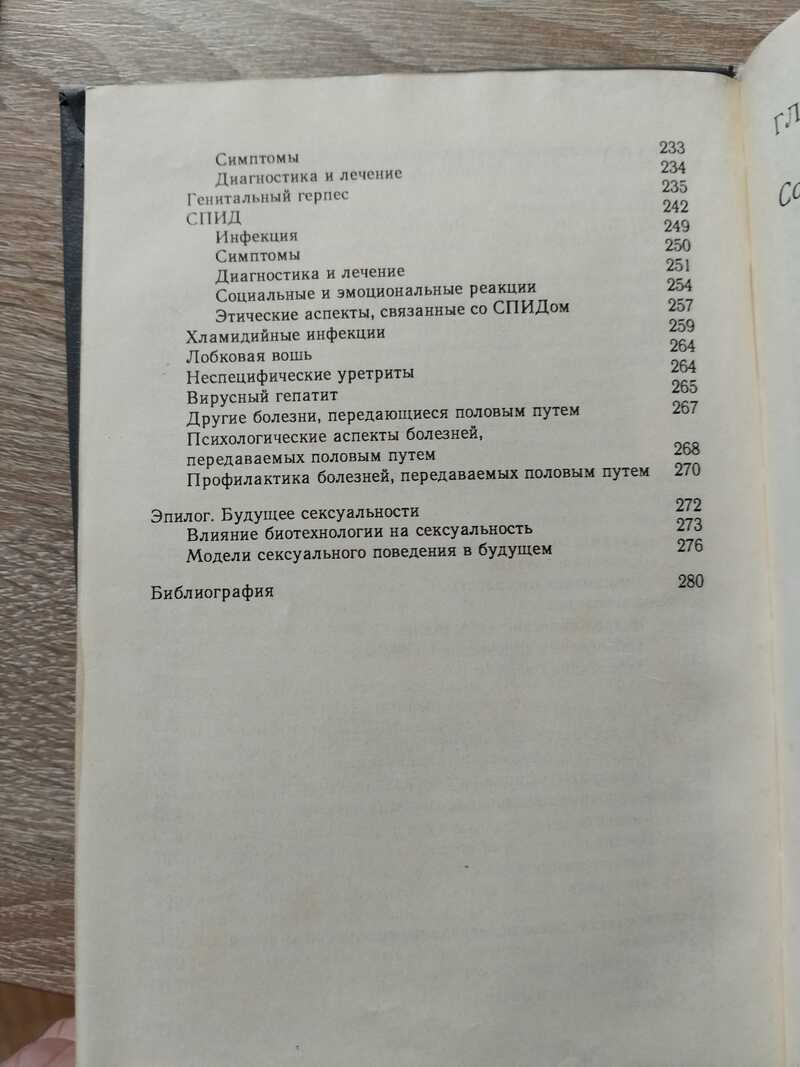 Симптомы 233
Диагностика и лечение 234
Генитальный герпес 235
СПИД 242
Инфекция 249
Симптомы 250
Диагностика и лечение 251
Социальные и эмоциональные реакции 254
Этические аспекты, связанные со СПИДом 257
Хламидийные инфекции 259
Лобковая вошь 264
Неспецифические уретриты 264
Вирусный гепатит 265
Другие болезни, передающиеся половым путем 267
Психологические аспекты болезней,
передаваемых половым путем 268
Профилактика болезней, передаваемых половым путем 270
Эпилог. Будущее сексуальности 272
Влияние биотехнологии на сексуальность 273
Модели сексуального поведения в будущем 276
Библиография 280